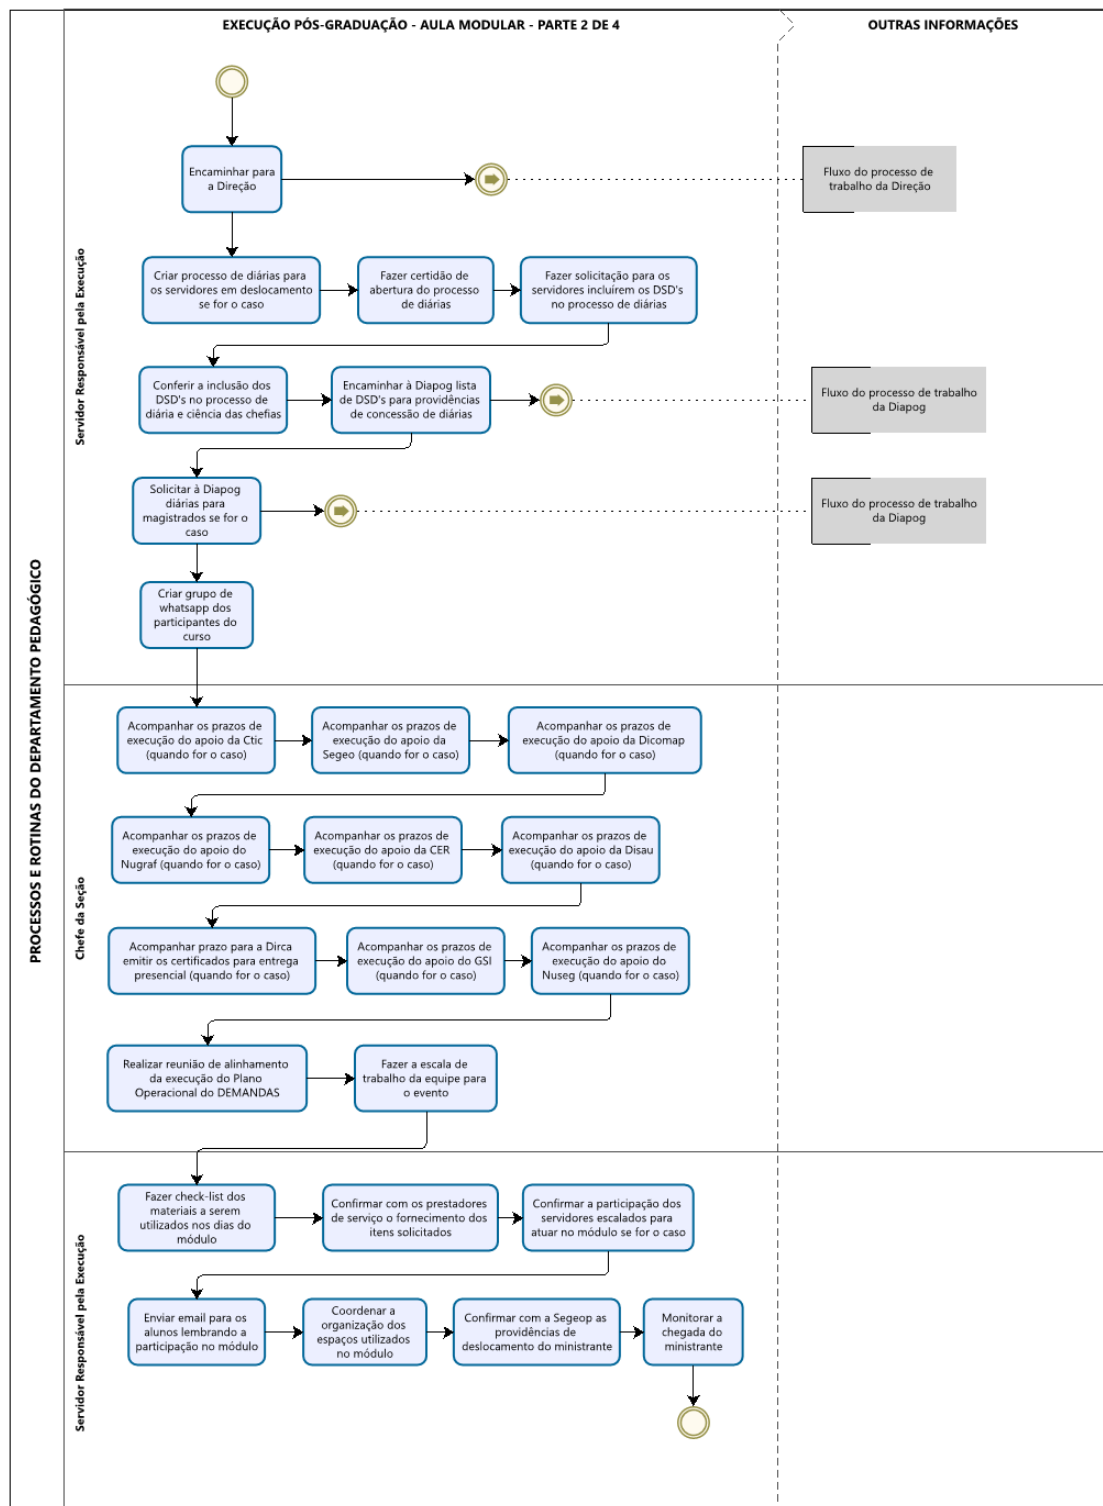 EXECUÇÃO PÓS-GRADUAÇÃO - AULA MODULAR - PARTE 2 DE 4
OUTRAS INFORMAÇÕES
PROCESSOS E ROTINAS DO DEPARTAMENTO PEDAGÓGICO
Servidor Responsável pela Execução
Encaminhar para
a Direção
Fluxo do processo de
trabalho da Direção
Criar processo de diárias para
os servidores em deslocamento
se for o caso
Fazer certidão de
abertura do processo
de diárias
Fazer solicitação para os
servidores incluírem os DSD's
no processo de diárias
Conferir a inclusão dos
DSD's no processo de
diária e ciência das chefias
Encaminhar à Diapog lista
de DSD's para providências
de concessão de diárias
Fluxo do processo de trabalho
da Diapog
Solicitar à Diapog
diárias para
magistrados se for o
caso
Fluxo do processo de trabalho
da Diapog
Criar grupo de
whatsapp dos
participantes do
curso
Chefe da Seção
Acompanhar os prazos de
execução do apoio da Ctic
(quando for o caso)
Acompanhar os prazos de
execução do apoio da
Segeo (quando for o caso)
Acompanhar os prazos de
execução do apoio da Dicomap
(quando for o caso)
Acompanhar os prazos de
execução do apoio do
Nugraf (quando for o caso)
Acompanhar os prazos de
execução do apoio da CER
(quando for o caso)
Acompanhar os prazos de
execução do apoio da Disau
(quando for o caso)
Acompanhar prazo para a Dirca
emitir os certificados para entrega
presencial (quando for o caso)
Acompanhar os prazos de
execução do apoio do GSI
(quando for o caso)
Acompanhar os prazos de
execução do apoio do
Nuseg (quando for o caso)
Realizar reunião de alinhamento
da execução do Plano
Operacional do DEMANDAS
Fazer a escala de
trabalho da equipe para
o evento
Servidor Responsável pela Execução
Fazer check-list dos
materiais a serem
utilizados nos dias do
módulo
Confirmar com os prestadores
de serviço o fornecimento dos
itens solicitados
Confirmar a participação dos
servidores escalados para
atuar no módulo se for o caso
Enviar email para os
alunos lembrando a
participação no módulo
Coordenar a
organização dos
espaços utilizados
no módulo
Confirmar com a Segeop as
providências de
deslocamento do ministrante
Monitorar a
chegada do
ministrante